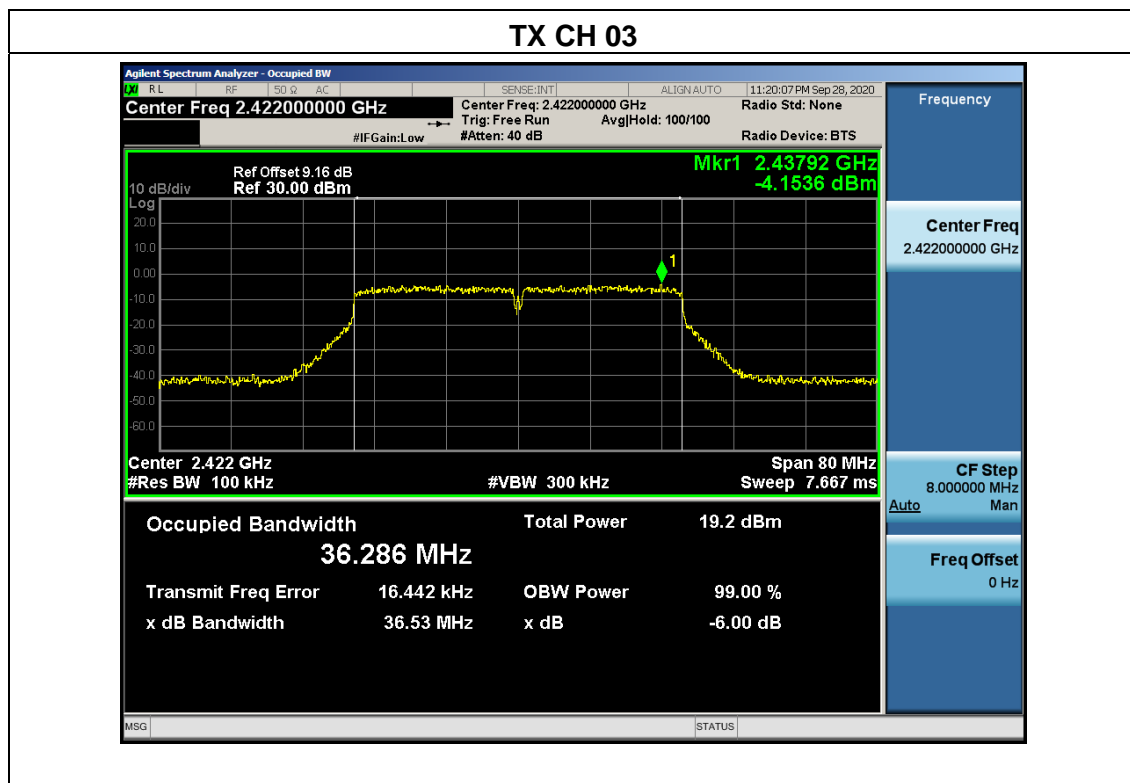 TX CH 03
Agilent Spectrum Analyzer - Occupied BW
LXI RL RF 50 Ω AC SENSE:INT ALIGN AUTO 11:20:07 PM Sep 28, 2020
Center Freq 2.422000000 GHz
Center Freq: 2.422000000 GHz
Radio Std: None
Trig: Free Run Avg|Hold: 100/100
#IFGain:Low #Atten: 40 dB Radio Device: BTS
Frequency
Mkr1 2.43792 GHz
-4.1536 dBm
Ref Offset 9.16 dB
10 dB/div Ref 30.00 dBm
Log
20.0
10.0
0.00
-10.0
-20.0
-30.0
-40.0
-50.0
-60.0
1
Center 2.422 GHz Span 80 MHz
#Res BW 100 kHz #VBW 300 kHz Sweep 7.667 ms
Center Freq
2.422000000 GHz
CF Step
8.000000 MHz
Auto Man
Freq Offset
0 Hz
Occupied Bandwidth Total Power 19.2 dBm
36.286 MHz
Transmit Freq Error 16.442 kHz OBW Power 99.00 %
x dB Bandwidth 36.53 MHz x dB -6.00 dB
MSG STATUS